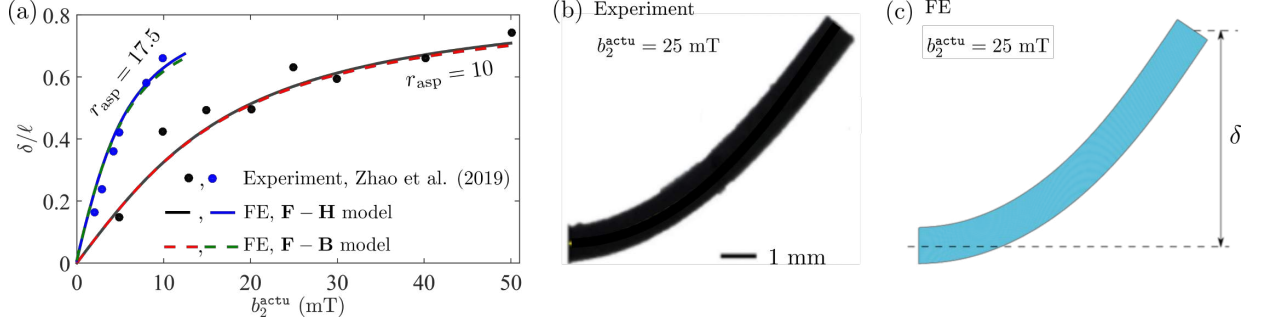 (a)
0.8
0.6
0.4
0.2
0
δ/ℓ
r_asp = 17.5
r_asp = 10
Experiment, Zhao et al. (2019)
FE, F − H model
FE, F − B model
0 10 20 30 40 50
b_2^actu (mT)
(b) Experiment
b_2^actu = 25 mT
1 mm
(c) FE
b_2^actu = 25 mT
δ